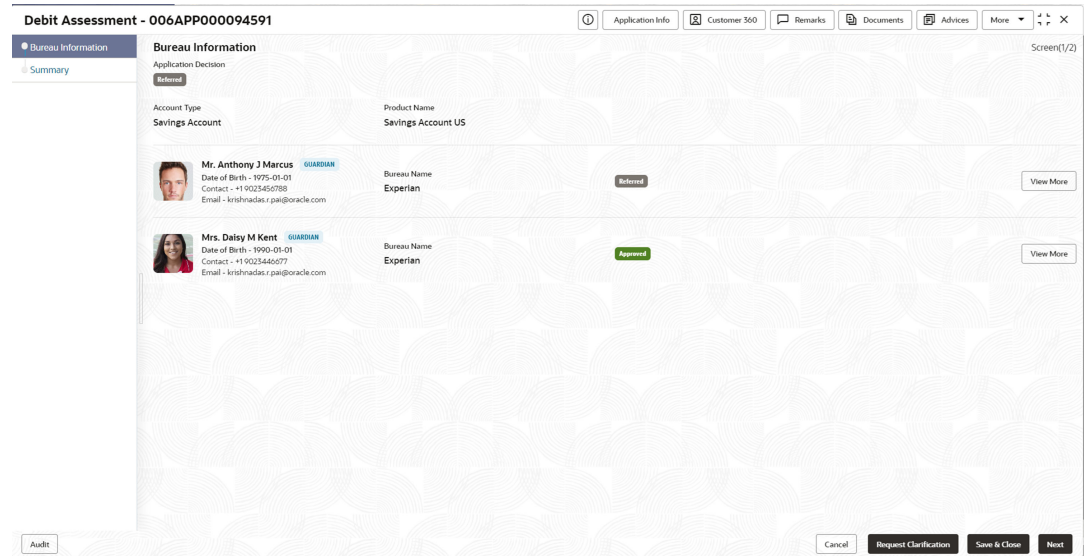 Debit Assessment - 006APP000094591
Application Info
Customer 360
Remarks
Documents
Advices
More
Bureau Information
Summary
Bureau Information
Screen(1/2)
Application Decision
Referred
Account Type
Product Name
Savings Account
Savings Account US
Mr. Anthony J Marcus GUARDIAN
Date of Birth - 1975-01-01
Contact - +19023456788
Email - krishnadas.r.pai@oracle.com
Bureau Name
Experian
Referred
View More
Mrs. Daisy M Kent GUARDIAN
Date of Birth - 1990-01-01
Contact - +19023446677
Email - krishnadas.r.pai@oracle.com
Bureau Name
Experian
Approved
View More
Audit
Cancel
Request Clarification
Save & Close
Next